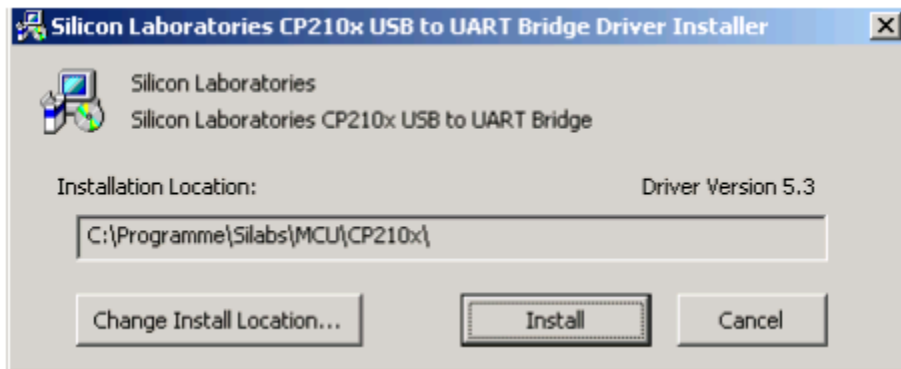 Silicon Laboratories CP210x USB to UART Bridge Driver Installer
Silicon Laboratories
Silicon Laboratories CP210x USB to UART Bridge
Installation Location:
Driver Version 5.3
C:\Programme\Silabs\MCU\CP210x\
Change Install Location...
Install
Cancel